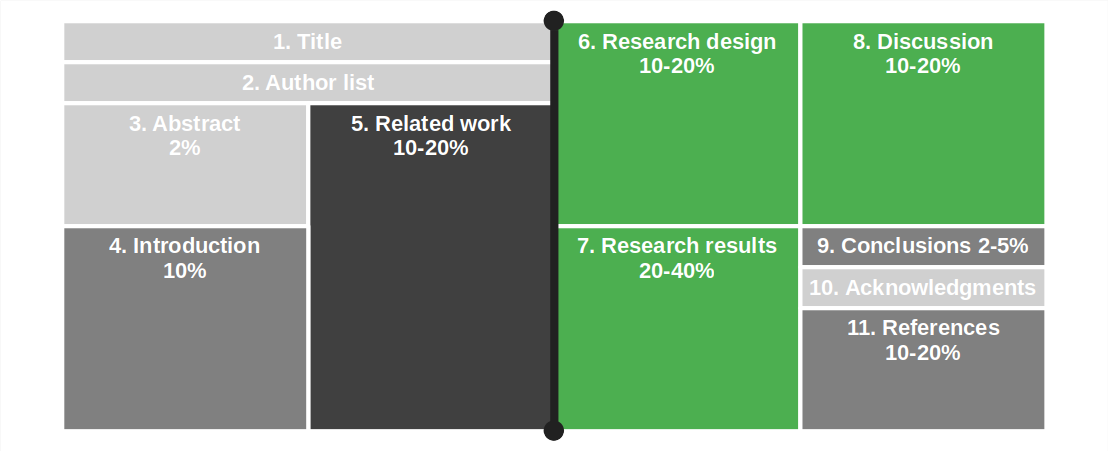 1. Title
2. Author list
3. Abstract
2%
4. Introduction
10%
5. Related work
10-20%
6. Research design
10-20%
7. Research results
20-40%
8. Discussion
10-20%
9. Conclusions 2-5%
10. Acknowledgments
11. References
10-20%